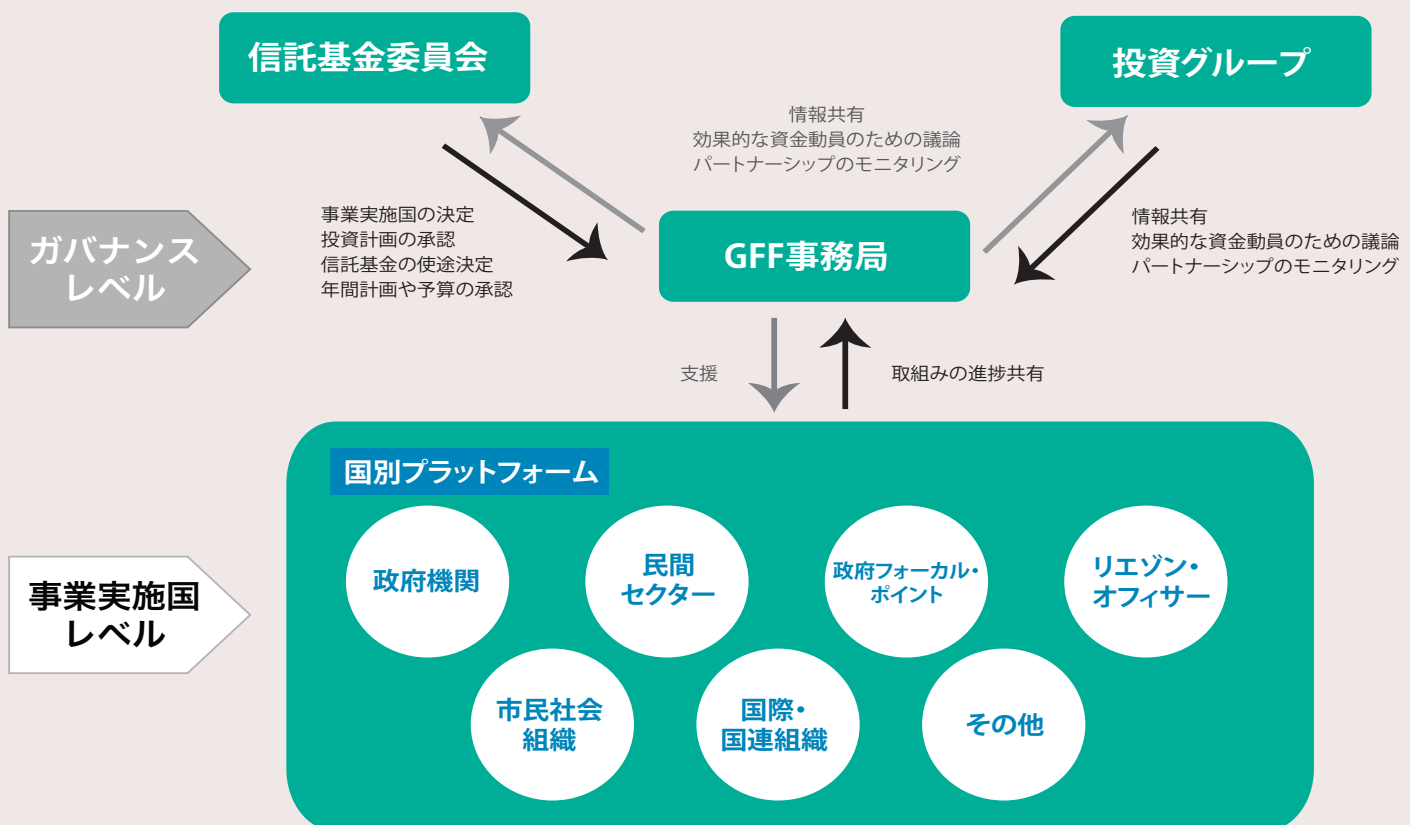 信託基金委員会
投資グループ
情報共有
効果的な資金動員のための議論
パートナーシップのモニタリング
ガバナンス
レベル
事業実施国の決定
投資計画の承認
信託基金の使途決定
年間計画や予算の承認
GFF事務局
情報共有
効果的な資金動員のための議論
パートナーシップのモニタリング
支援
取組みの進捗共有
国別プラットフォーム
事業実施国
レベル
政府機関
民間
セクター
政府フォーカル・
ポイント
リエゾン・
オフィサー
市民社会
組織
国際・
国連組織
その他